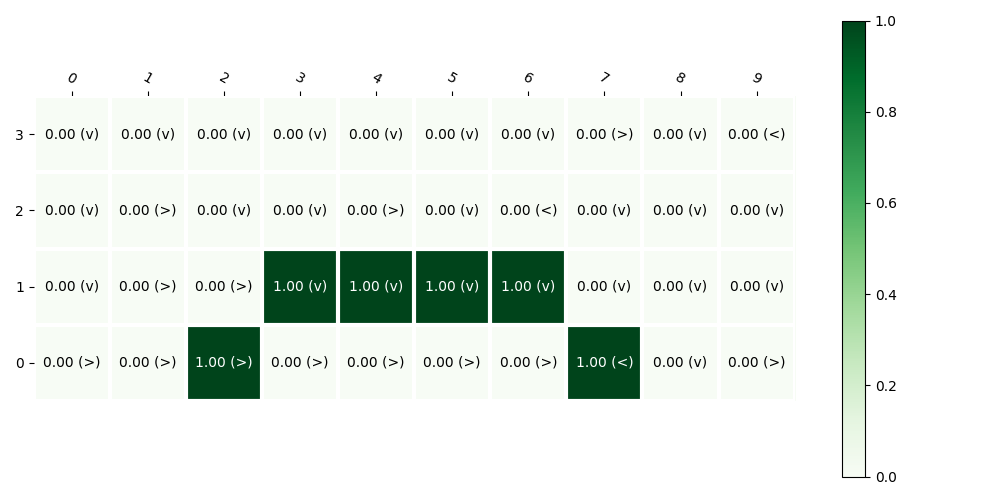 0 1 2 3 4 5 6 7 8 9
3 0.00 (v) 0.00 (v) 0.00 (v) 0.00 (v) 0.00 (v) 0.00 (v) 0.00 (v) 0.00 (>) 0.00 (v) 0.00 (<)
2 0.00 (v) 0.00 (>) 0.00 (v) 0.00 (v) 0.00 (>) 0.00 (v) 0.00 (<) 0.00 (v) 0.00 (v) 0.00 (v)
1 0.00 (v) 0.00 (>) 0.00 (>) 1.00 (v) 1.00 (v) 1.00 (v) 1.00 (v) 0.00 (v) 0.00 (v) 0.00 (v)
0 0.00 (>) 0.00 (>) 1.00 (>) 0.00 (>) 0.00 (>) 0.00 (>) 0.00 (>) 1.00 (<) 0.00 (v) 0.00 (>)
1.0
0.8
0.6
0.4
0.2
0.0